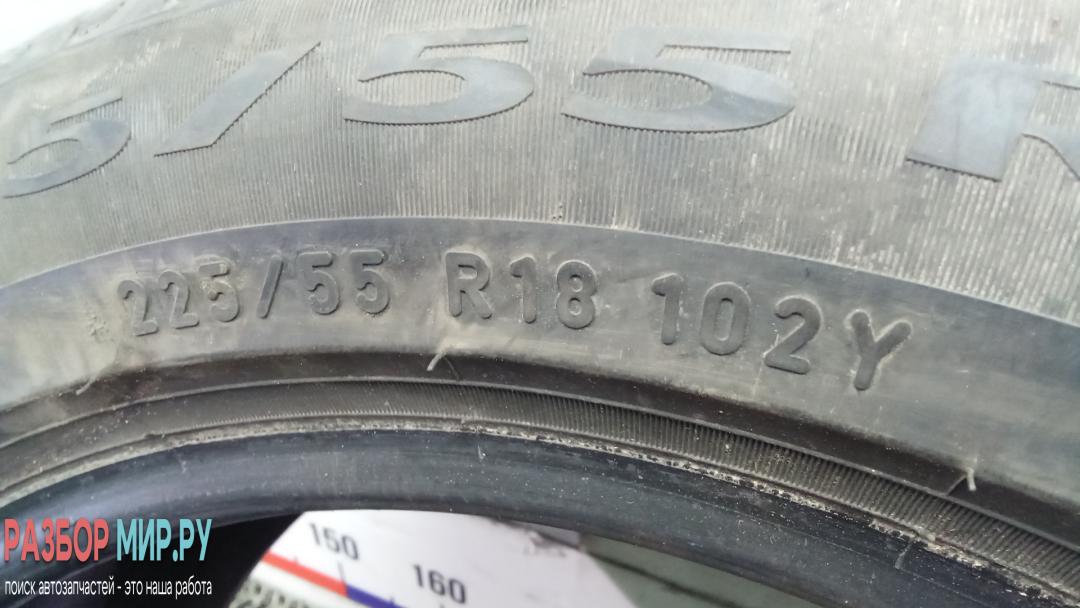 5/55 R
225/55 R18 102Y
150
160
РАЗБОР МИР.РУ
поиск автозапчастей - это наша работа